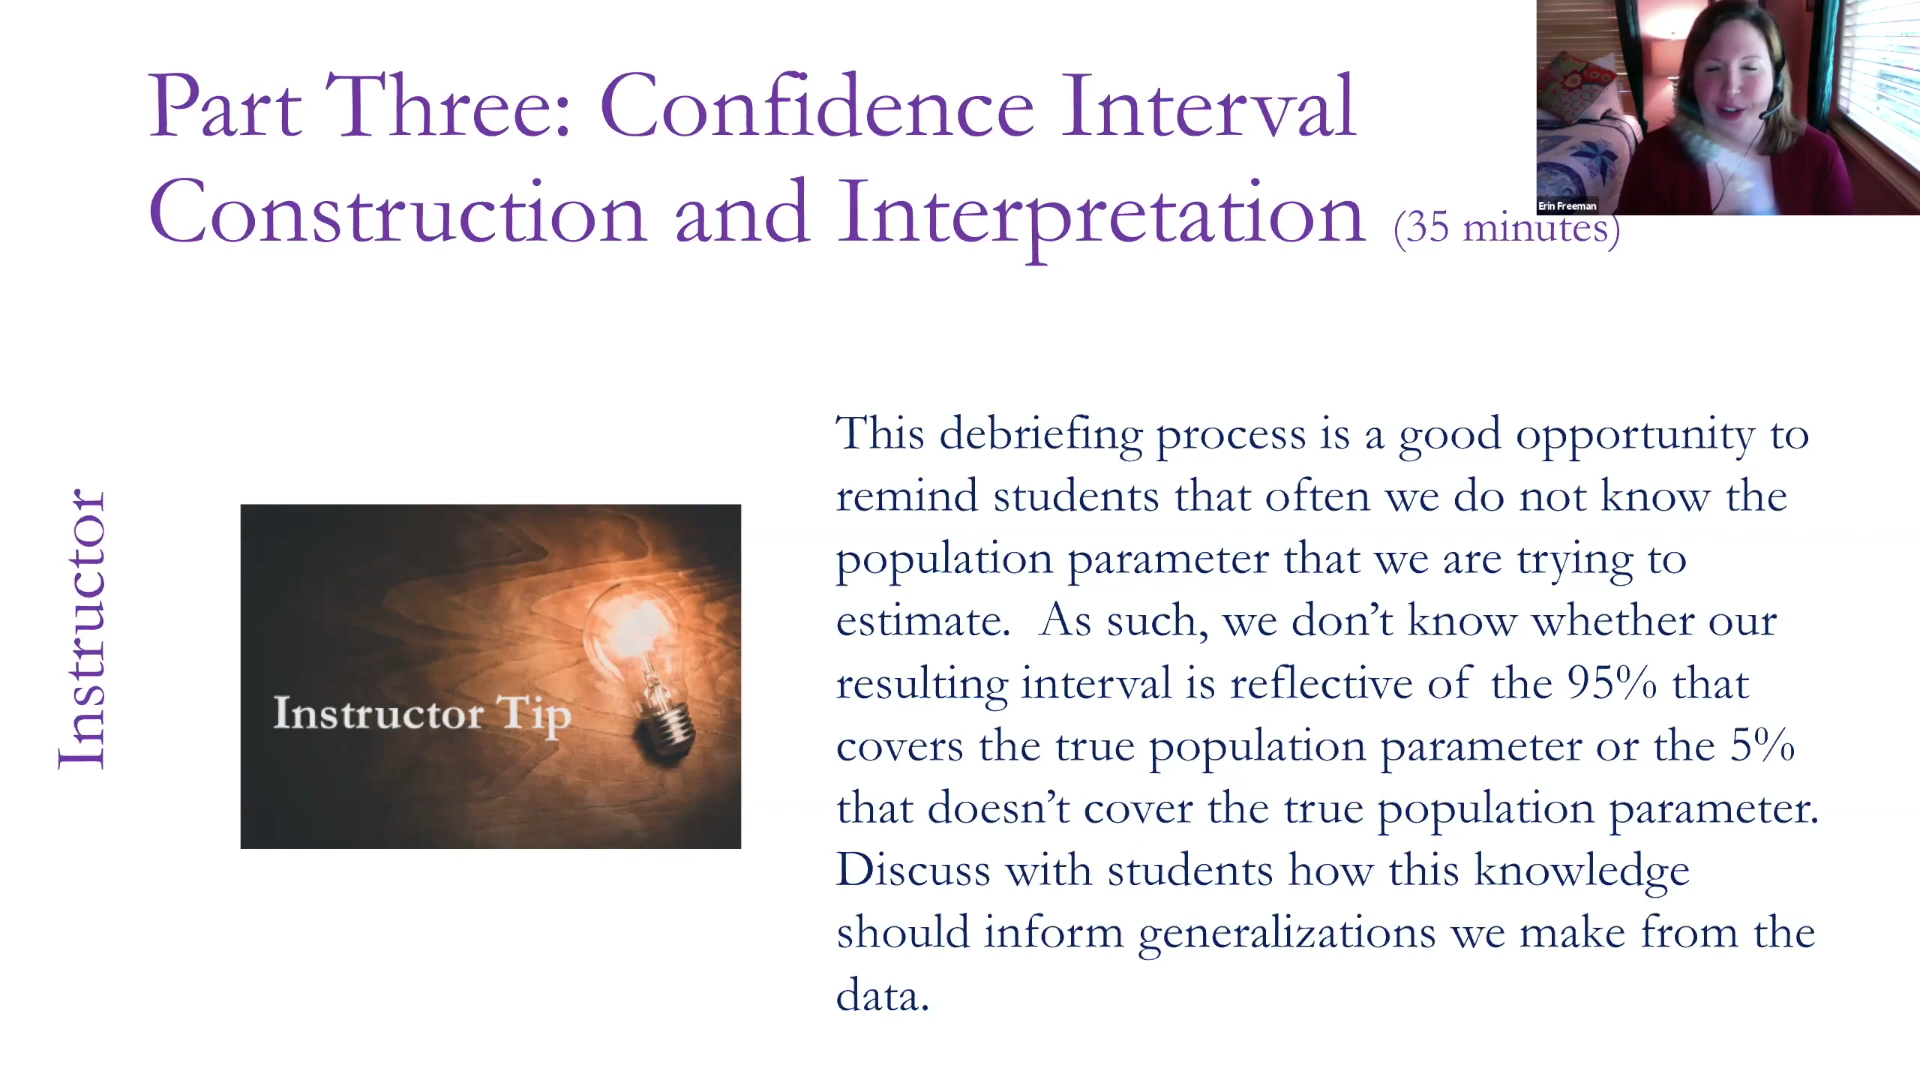 Part Three: Confidence Interval
Construction and Interpretation (35 minutes)
Erin Freeman
Instructor
Instructor Tip
This debriefing process is a good opportunity to
remind students that often we do not know the
population parameter that we are trying to
estimate.  As such, we don’t know whether our
resulting interval is reflective of the 95% that
covers the true population parameter or the 5%
that doesn’t cover the true population parameter.
Discuss with students how this knowledge
should inform generalizations we make from the
data.